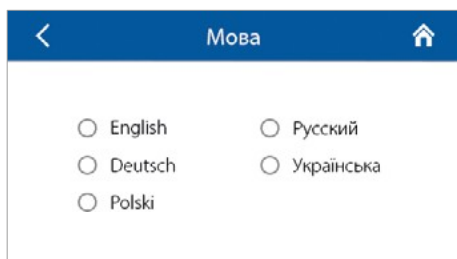 Мова
English
Русский
Deutsch
Українська
Polski